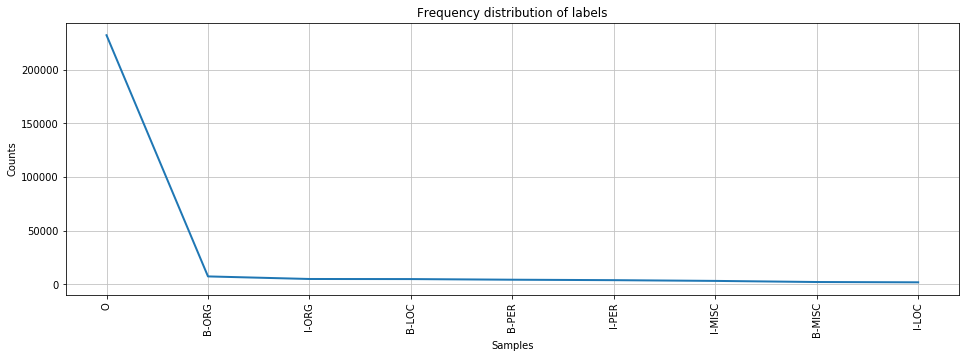 Frequency distribution of labels
200000
150000
100000
50000
0
Counts
O
B-ORG
I-ORG
B-LOC
B-PER
I-PER
I-MISC
B-MISC
I-LOC
Samples